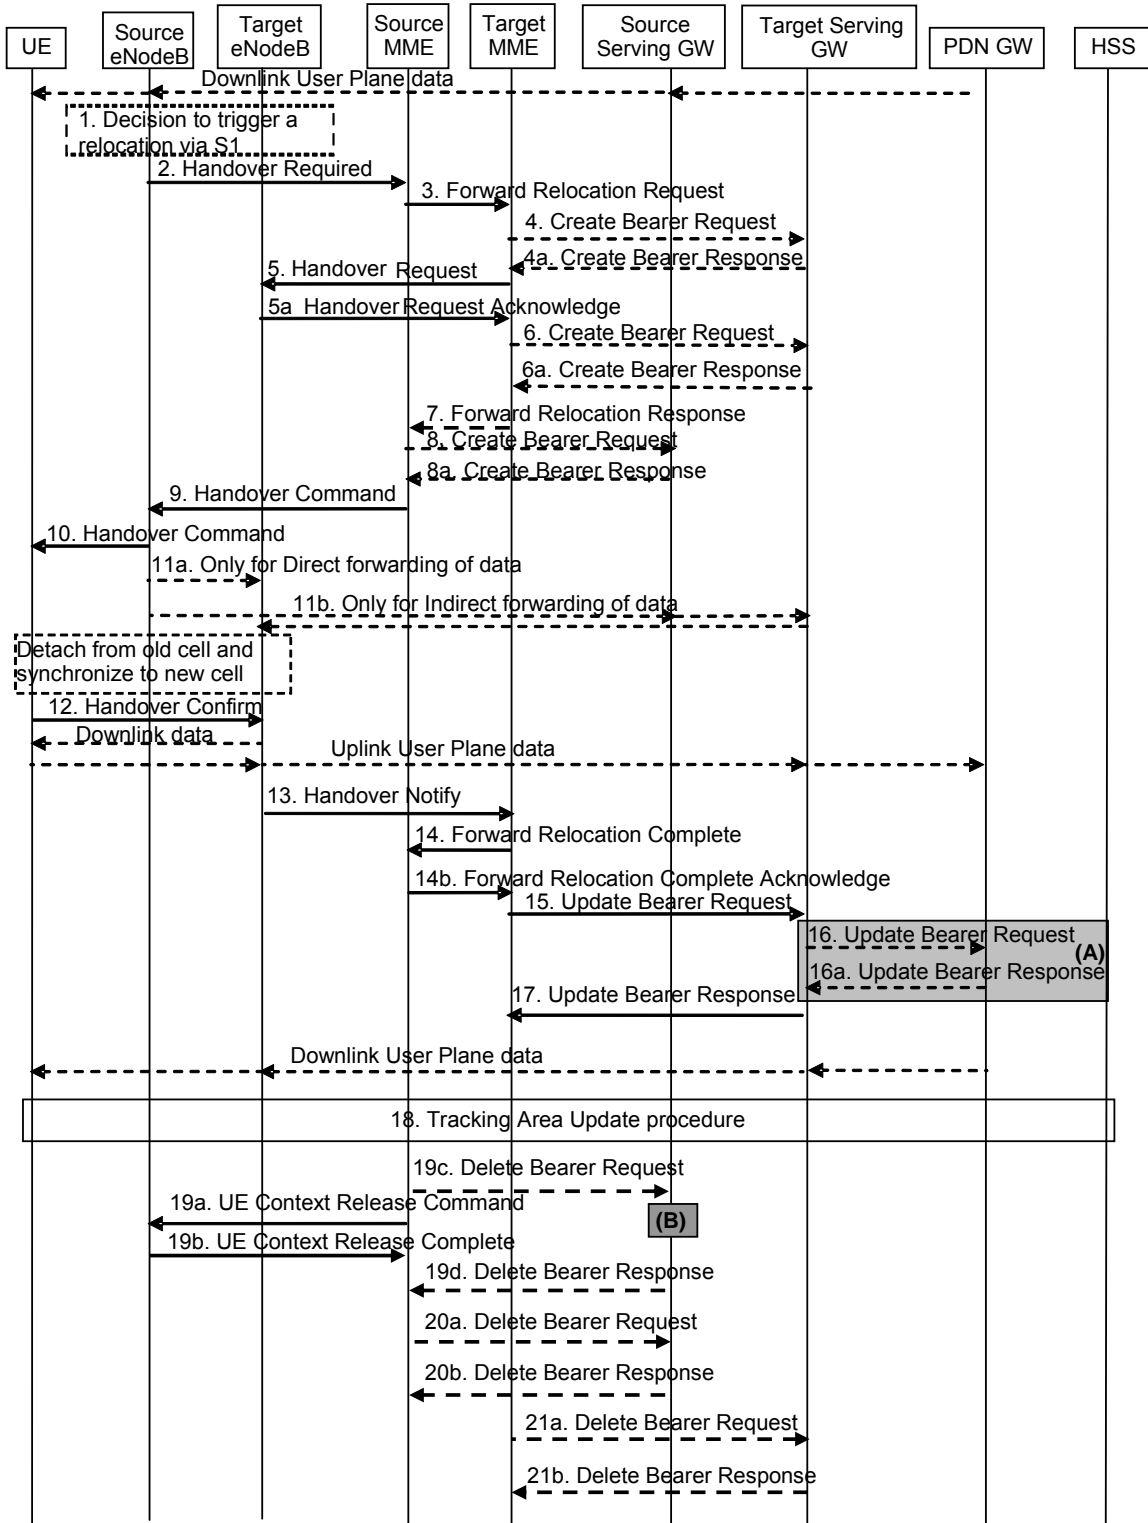 UE
Source
eNodeB
Target
eNodeB
Source
MME
Target
MME
Source
Serving GW
Target Serving
GW
PDN GW
HSS
Downlink User Plane data
1. Decision to trigger a
relocation via S1
2. Handover Required
3. Forward Relocation Request
4. Create Bearer Request
4a. Create Bearer Response
5. Handover Request
5a Handover Request Acknowledge
6. Create Bearer Request
6a. Create Bearer Response
7. Forward Relocation Response
8. Create Bearer Request
8a. Create Bearer Response
9. Handover Command
10. Handover Command
11a. Only for Direct forwarding of data
11b. Only for Indirect forwarding of data
Detach from old cell and
synchronize to new cell
12. Handover Confirm
Downlink data
Uplink User Plane data
13. Handover Notify
14. Forward Relocation Complete
14b. Forward Relocation Complete Acknowledge
15. Update Bearer Request
16. Update Bearer Request
(A)
16a. Update Bearer Response
17. Update Bearer Response
Downlink User Plane data
18. Tracking Area Update procedure
19c. Delete Bearer Request
19a. UE Context Release Command
(B)
19b. UE Context Release Complete
19d. Delete Bearer Response
20a. Delete Bearer Request
20b. Delete Bearer Response
21a. Delete Bearer Request
21b. Delete Bearer Response